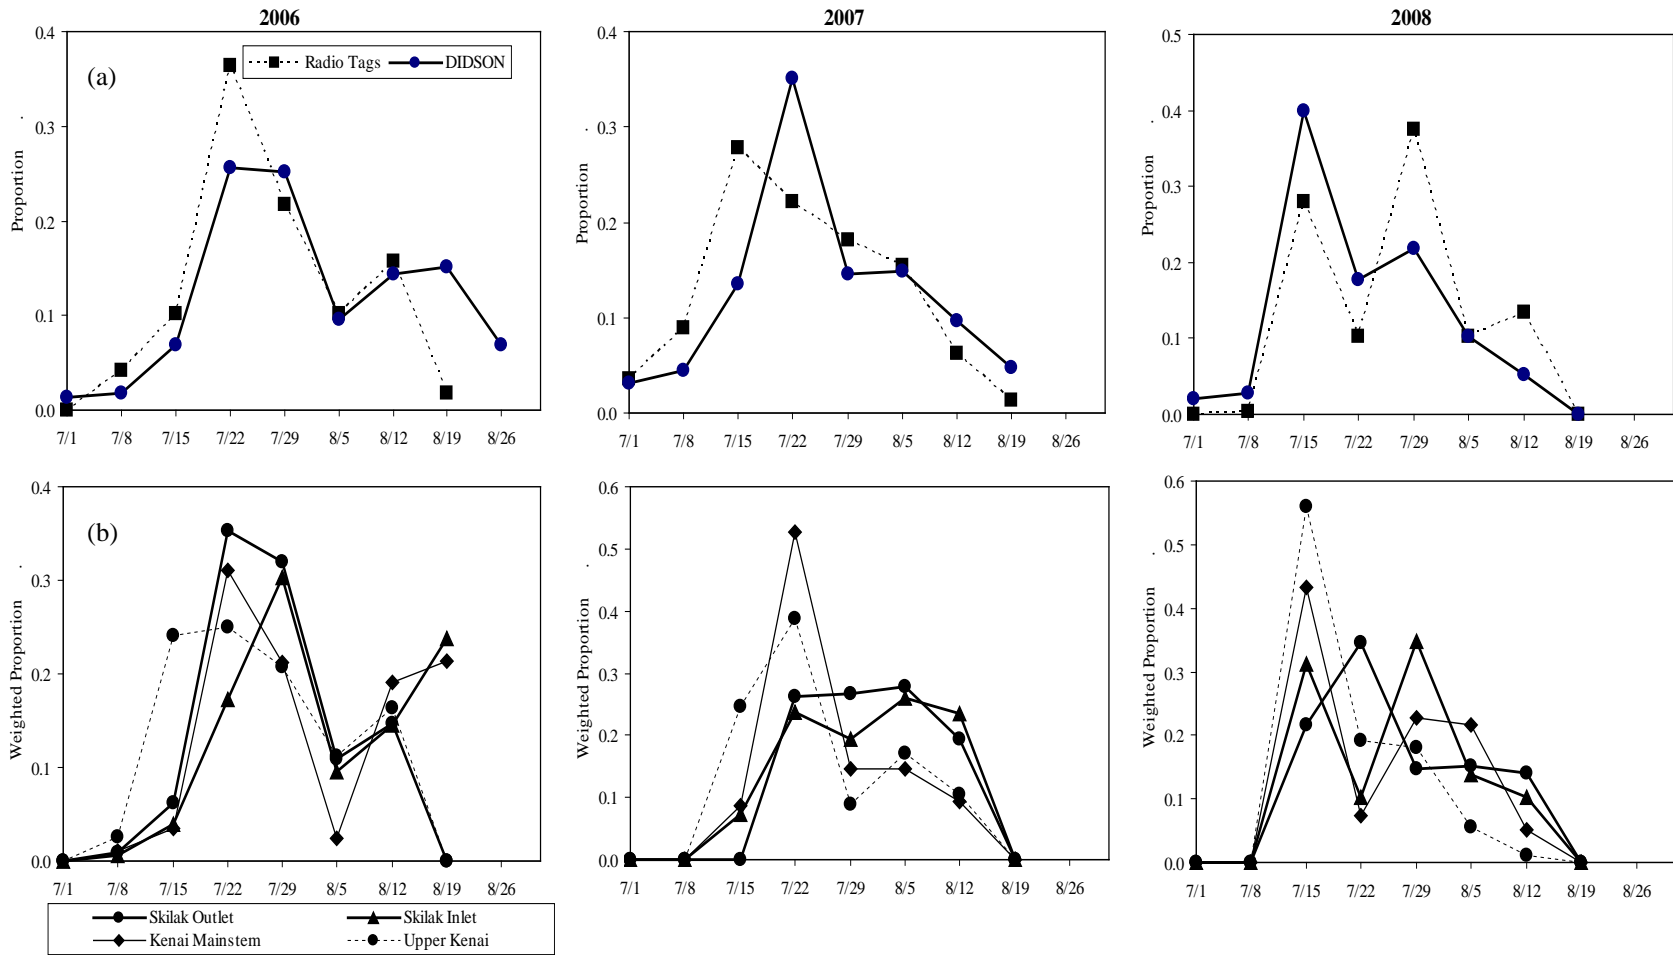 2006 2007 2008
(a)
Radio Tags DIDSON
Proportion
0.4
0.3
0.2
0.1
0.0
7/1 7/8 7/15 7/22 7/29 8/5 8/12 8/19 8/26
Proportion
0.4
0.3
0.2
0.1
0.0
7/1 7/8 7/15 7/22 7/29 8/5 8/12 8/19 8/26
Proportion
0.5
0.4
0.3
0.2
0.1
0.0
7/1 7/8 7/15 7/22 7/29 8/5 8/12 8/19 8/26
(b)
Weighted Proportion
0.4
0.3
0.2
0.1
0.0
7/1 7/8 7/15 7/22 7/29 8/5 8/12 8/19 8/26
Weighted Proportion
0.6
0.5
0.4
0.3
0.2
0.1
0.0
7/1 7/8 7/15 7/22 7/29 8/5 8/12 8/19 8/26
Weighted Proportion
0.6
0.5
0.4
0.3
0.2
0.1
0.0
7/1 7/8 7/15 7/22 7/29 8/5 8/12 8/19 8/26
Skilak Outlet Skilak Inlet
Kenai Mainstem Upper Kenai